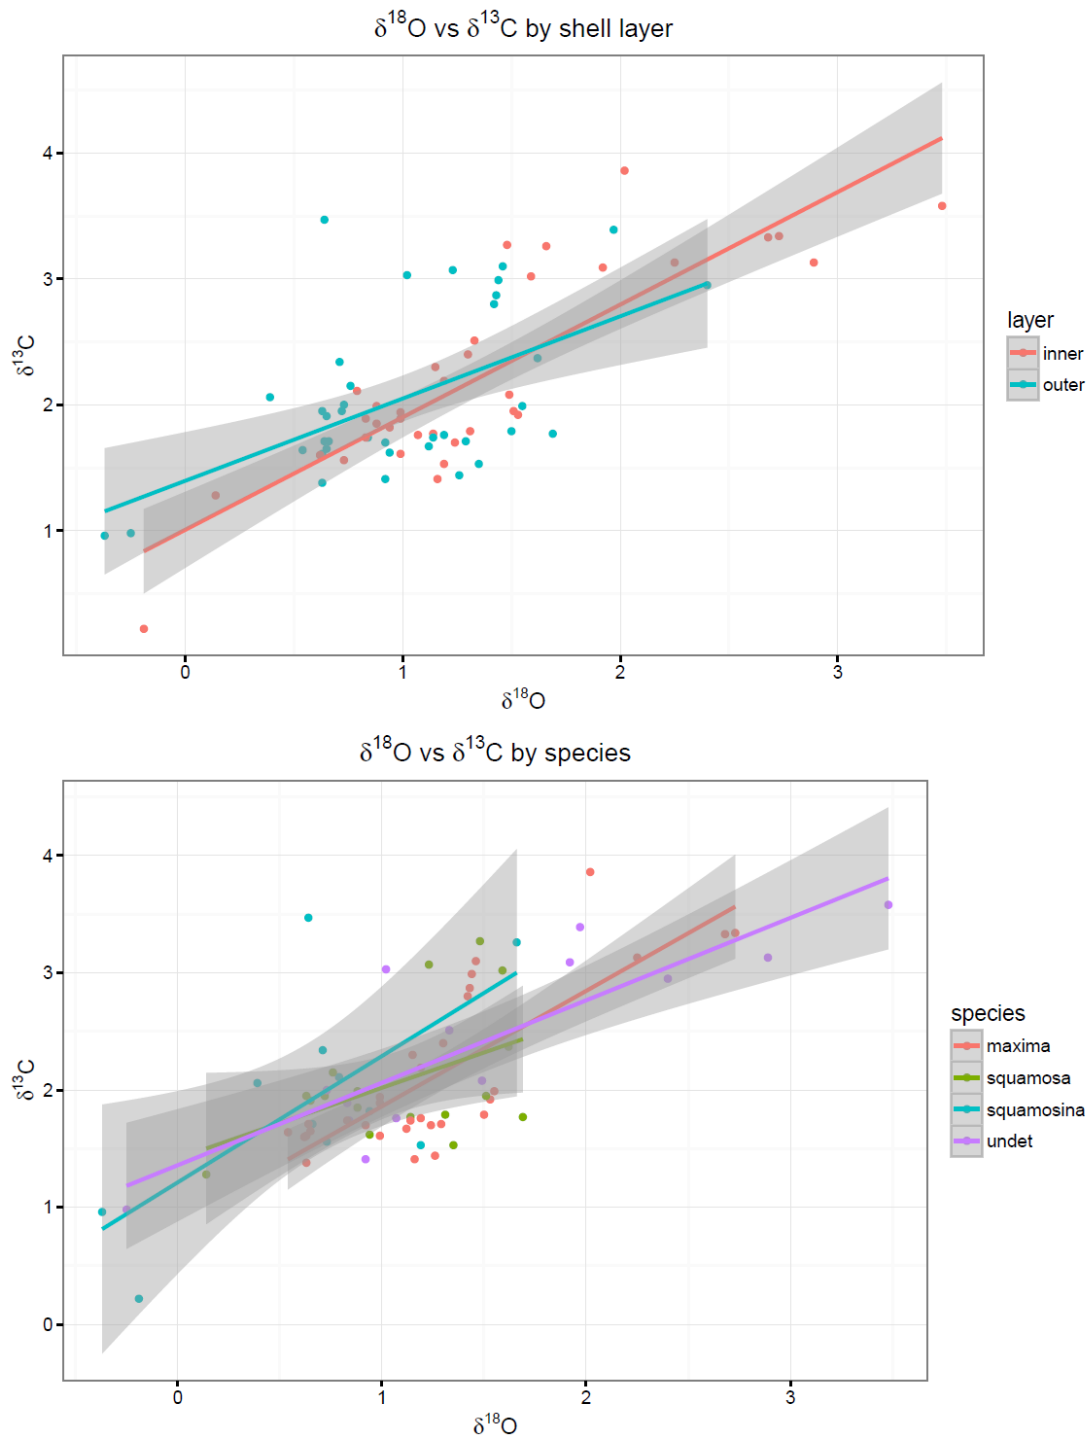 δ¹⁸O vs δ¹³C by shell layer
4
3
2
1
δ¹³C
0 1 2 3
δ¹⁸O
layer
inner
outer
δ¹⁸O vs δ¹³C by species
4
3
2
1
0
δ¹³C
0 1 2 3
δ¹⁸O
species
maxima
squamosa
squamosina
undet